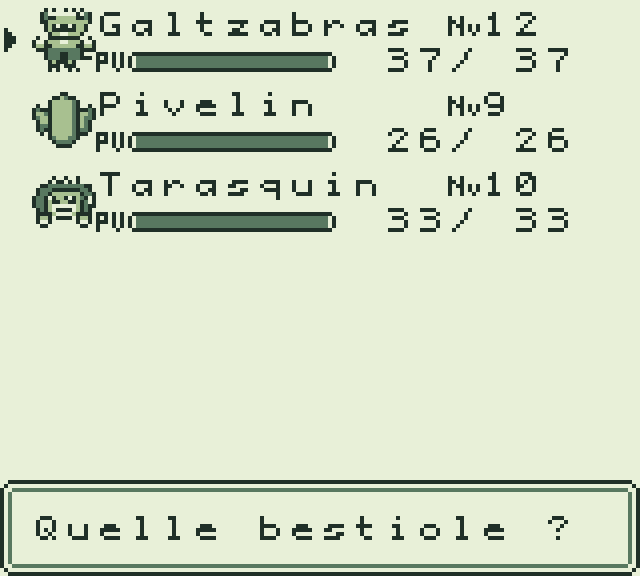 Galtzabras Nv12
PV 37/ 37
Pivelin Nv9
PV 26/ 26
Tarasquin Nv10
PV 33/ 33
Quelle bestiole ?